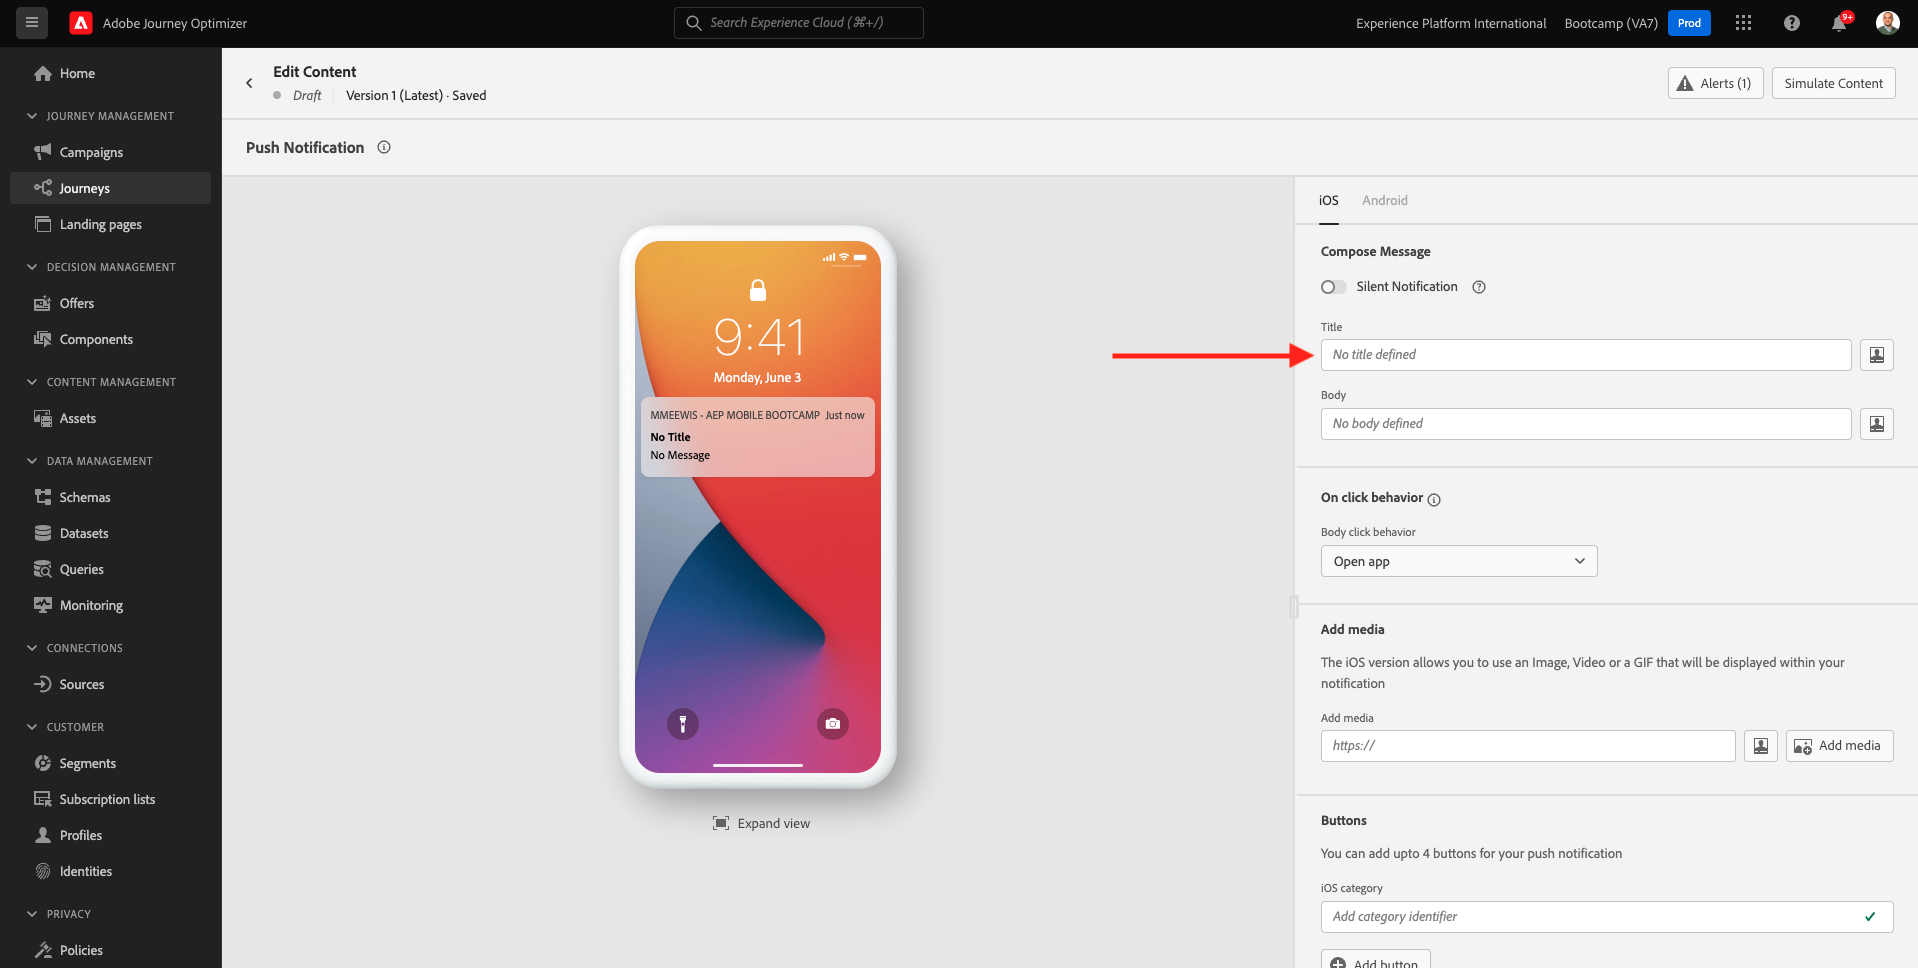 Adobe Journey Optimizer
Search Experience Cloud (⌘+/)
Experience Platform International
Bootcamp (VA7)
Prod
9+
Home
JOURNEY MANAGEMENT
Campaigns
Journeys
Landing pages
DECISION MANAGEMENT
Offers
Components
CONTENT MANAGEMENT
Assets
DATA MANAGEMENT
Schemas
Datasets
Queries
Monitoring
CONNECTIONS
Sources
CUSTOMER
Segments
Subscription lists
Profiles
Identities
PRIVACY
Policies
Edit Content
Draft
Version 1 (Latest) · Saved
Alerts (1)
Simulate Content
Push Notification
9:41
Monday, June 3
MMEEWIS - AEP MOBILE BOOTCAMP Just now
No Title
No Message
Expand view
iOS
Android
Compose Message
Silent Notification
Title
No title defined
Body
No body defined
On click behavior
Body click behavior
Open app
Add media
The iOS version allows you to use an Image, Video or a GIF that will be displayed within your
notification
Add media
https://
Add media
Buttons
You can add upto 4 buttons for your push notification
iOS category
Add category identifier
Add button